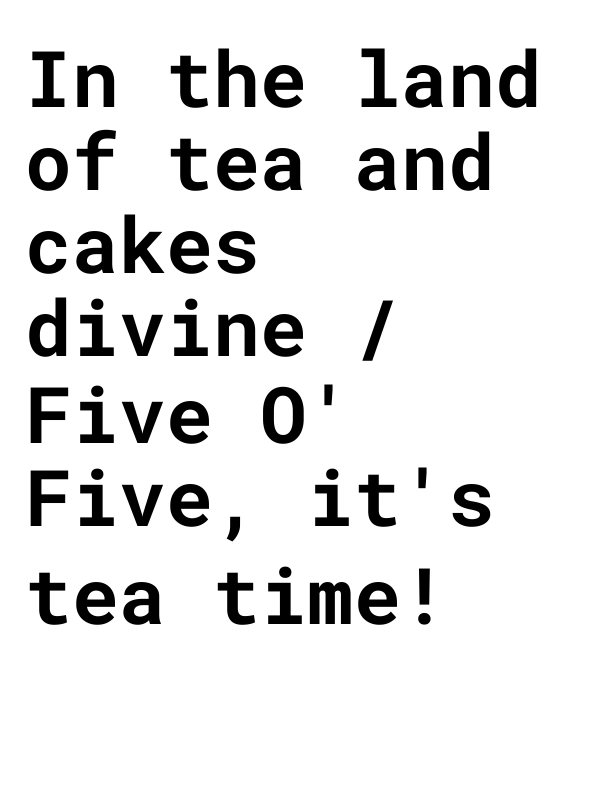 In the land
of tea and
cakes
divine /
Five O'
Five, it's
tea time!